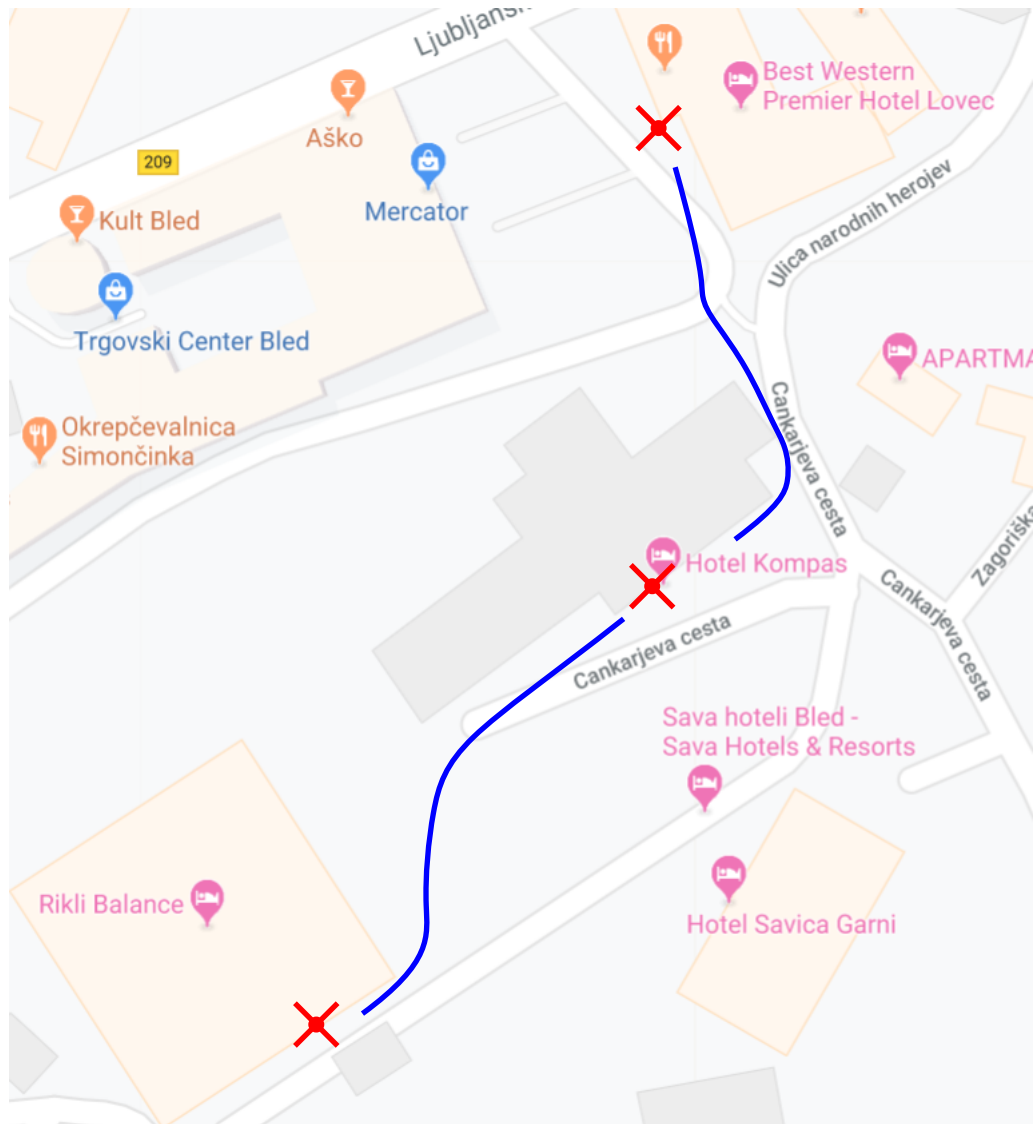 Ljubljans
Best Western
Premier Hotel Lovec
Aško
209
Mercator
Kult Bled
Ulica narodnih herojev
Trgovski Center Bled
APARTMA
Okrepčevalnica
Simončinka
Cankarjeva cesta
Zagoriška
Hotel Kompas
Cankarjeva cesta
Cankarjeva cesta
Sava hoteli Bled -
Sava Hotels & Resorts
Rikli Balance
Hotel Savica Garni